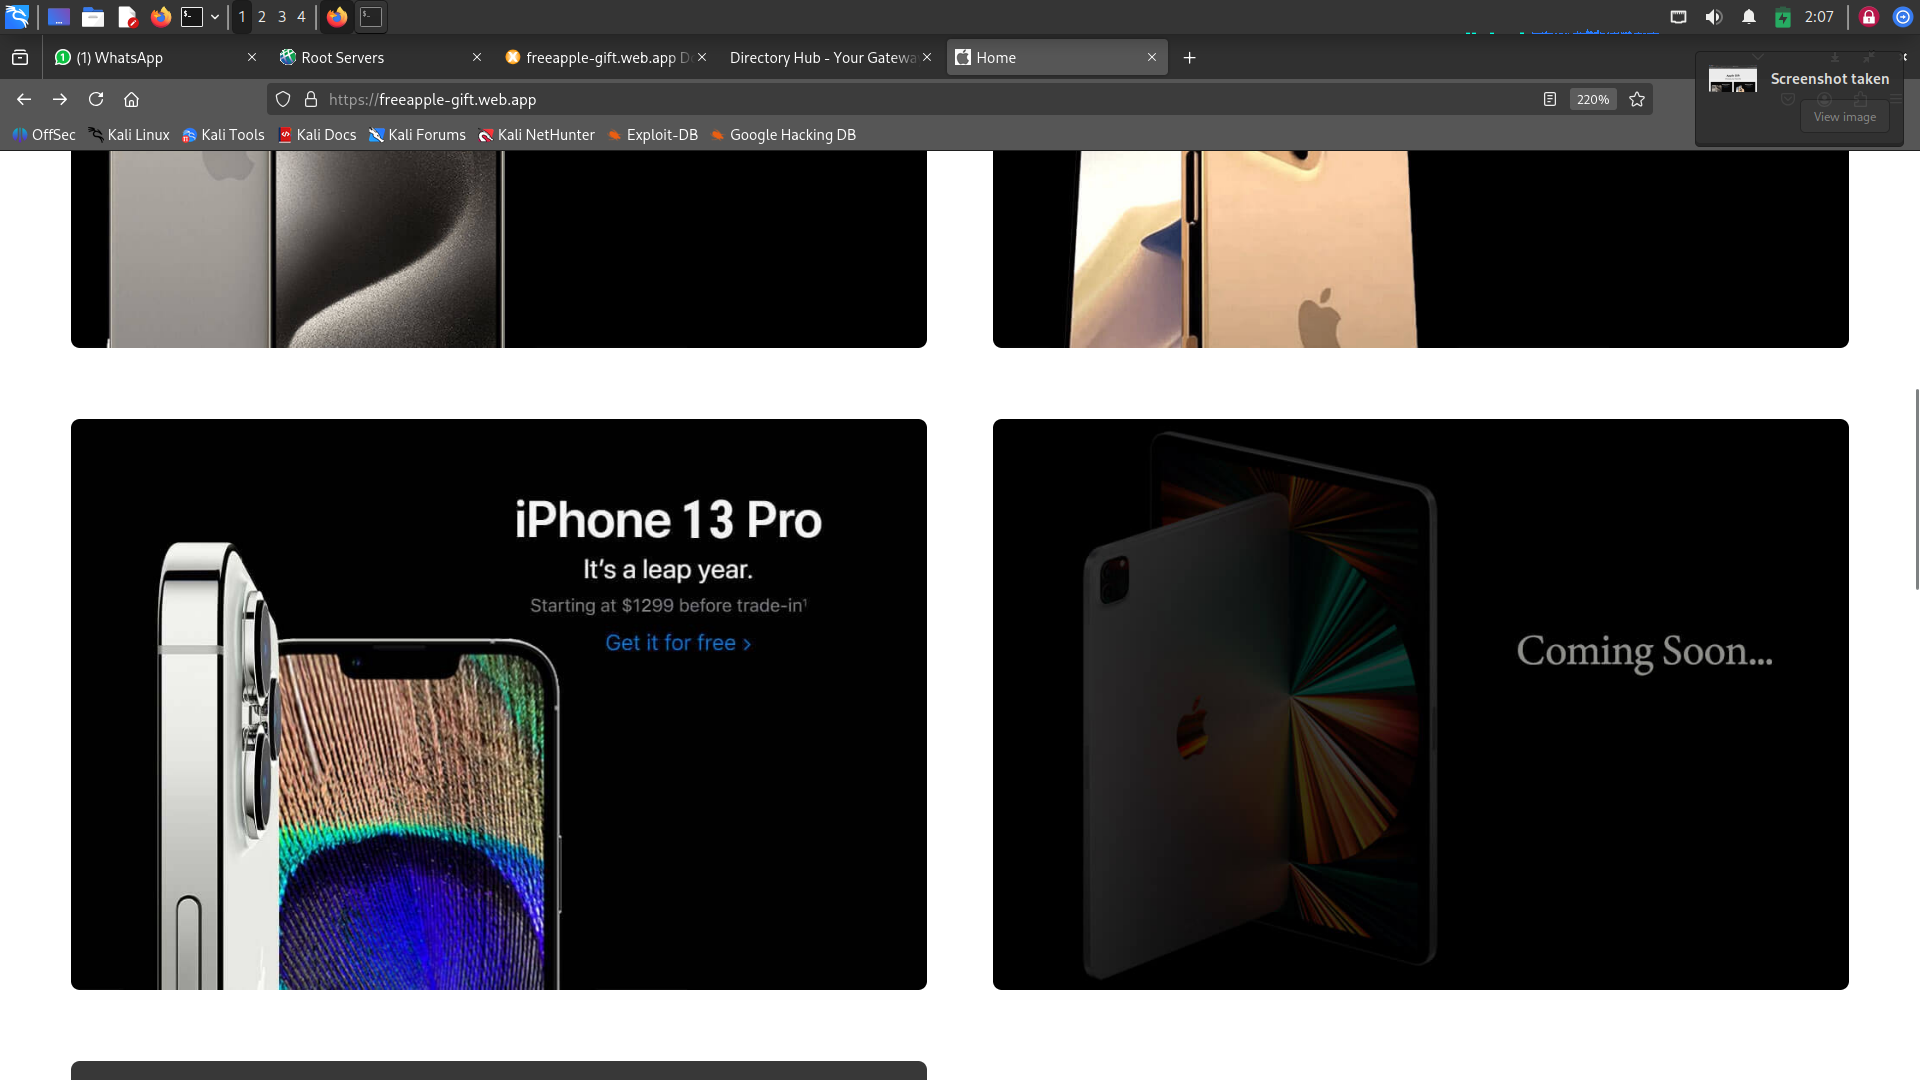 1 2 3 4
2:07
(1) WhatsApp
Root Servers
freeapple-gift.web.app D
Directory Hub - Your Gatewa
Home
Screenshot taken
View image
https://freeapple-gift.web.app
220%
OffSec
Kali Linux
Kali Tools
Kali Docs
Kali Forums
Kali NetHunter
Exploit-DB
Google Hacking DB
iPhone 13 Pro
It's a leap year.
Starting at $1299 before trade-in¹
Get it for free >
Coming Soon...